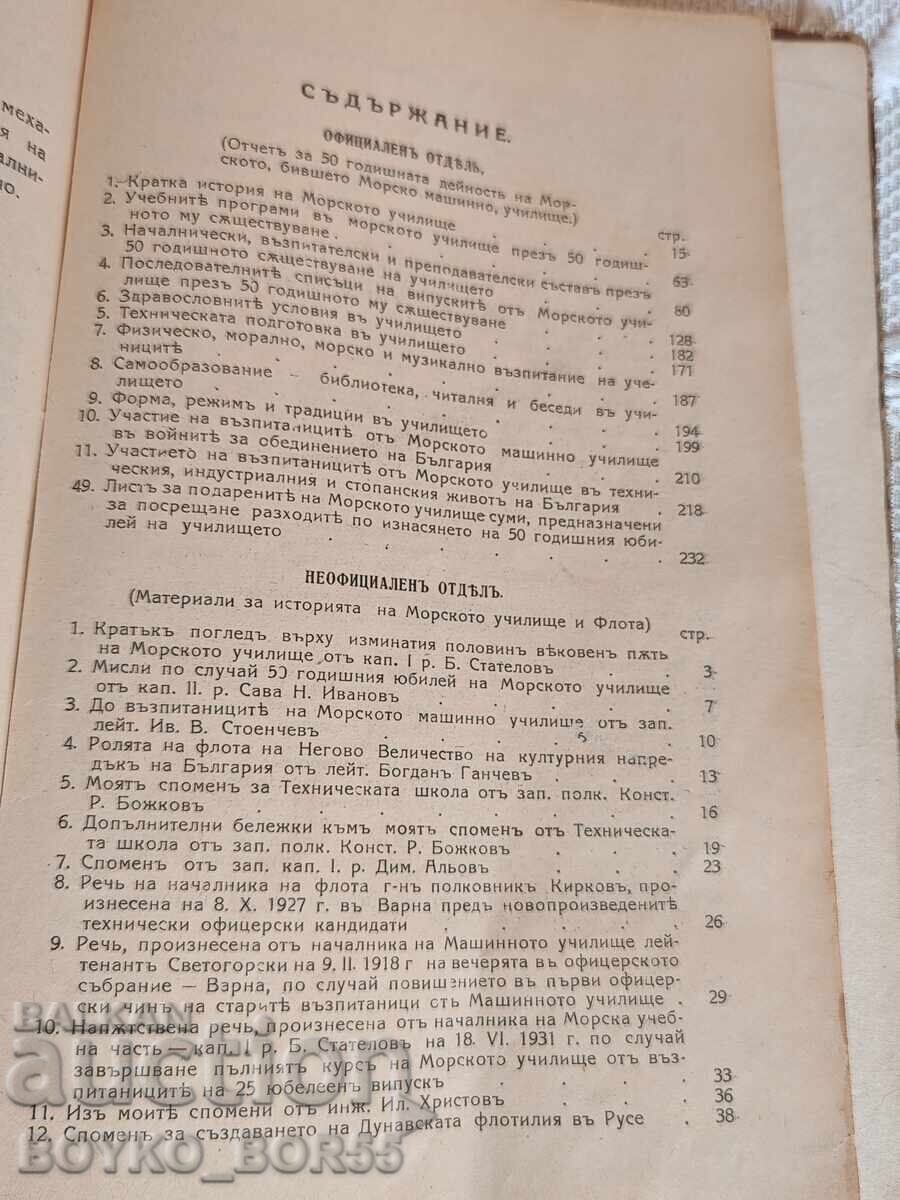 меха-
я на
ални-
но.
СЪДЪРЖАНИЕ.
ОФИЦИАЛЕНЪ ОТДѢЛЪ,
(Отчетъ за 50 годишната дейность на Мор-
ското, бившето Морско машинно, училище.)
стр.
1. Кратка история на Морското училище . . . . 15
2. Учебнитѣ програми въ морското училище презъ 50 годиш-
ното му сѫществуване . . . . . . 63
3. Началнически, възпитателски и преподавателски съставъ презъ
50 годишното сѫществуване на училището . . . 80
4. Последователнитѣ списъци на випускитѣ отъ Морското учи-
лище презъ 50 годишното му сѫществуване . . . 128
6. Здравословнитѣ условия въ училището . . . . 182
5. Техническата подготовка въ училището . . . . 171
7. Физическо, морално, морско и музикално възпитание на уче-
ницитѣ . . . . . . . 187
8. Самообразование – библиотека, читалня и беседи въ учи-
лището . . . . . . . 194
9. Форма, режимъ и традиции въ училището . . . . 199
10. Участие на възпитаницитѣ отъ Морското машинно училище
въ войнитѣ за обединението на България . . . 210
11. Участието на възпитаницитѣ отъ Морското училище въ техни-
ческия, индустриалния и стопанския животъ на България . 218
49. Листъ за подаренитѣ на Морското училище суми, предназначени
за посрещане разходитѣ по изнасянето на 50 годишния юби-
лей на училището . . . . . . 232
НЕОФИЦИАЛЕНЪ ОТДѢЛЪ.
(Материали за историята на Морското училище и Флота)
стр.
1. Кратъкъ погледъ върху изминатия половинъ вѣковенъ пѫть
на Морското училище отъ кап. I р. Б. Стателовъ . . . 3
2. Мисли по случай 50 годишния юбилей на Морското училище
отъ кап. II. р. Сава Н. Ивановъ . . . . . 7
3. До възпитаницитѣ на Морското машинно училище отъ зап.
лейт. Ив. В. Стоенчевъ . . . . . . 10
4. Ролята на флота на Негово Величество на културния напре-
дъкъ на България отъ лейт. Богданъ Ганчевъ . . . 13
5. Моятъ споменъ за Техническата школа отъ зап. полк. Конст.
Р. Божковъ . . . . . . . 16
6. Допълнителни бележки къмъ моятъ споменъ отъ Техническа-
та школа отъ зап. полк. Конст. Р. Божковъ . . . 19
7. Споменъ отъ зап. кап. I. р. Дим. Альовъ . . . . 23
8. Речь на началника на флота г-нъ полковникъ Кирковъ, про-
изнесена на 8. X. 1927 г. въ Варна предъ новопроизведенитѣ
технически офицерски кандидати . . . . . 26
9. Речь, произнесена отъ началника на Машинното училище лей-
тенантъ Светогорски на 9. II. 1918 г на вечерята въ офицерското
събрание – Варна, по случай повишението въ първи офицер-
ски чинъ на старитѣ възпитаници отъ Машинното училище . 29
10. Напѫтствена речь, произнесена отъ началника на Морска учеб-
на часть – кап. I р. Б. Стателовъ на 18. VI. 1931 г. по случай
завършване пълниятъ курсъ на Морското училище отъ въз-
питаницитѣ на 25 юбелеенъ випускъ . . . . 33
11. Изъ моитѣ спомени отъ инж. Ил. Христовъ . . . 36
12. Споменъ за създаването на Дунавската флотилия въ Русе . 38
БАЛКАН
auction
BOYKO_BOR55